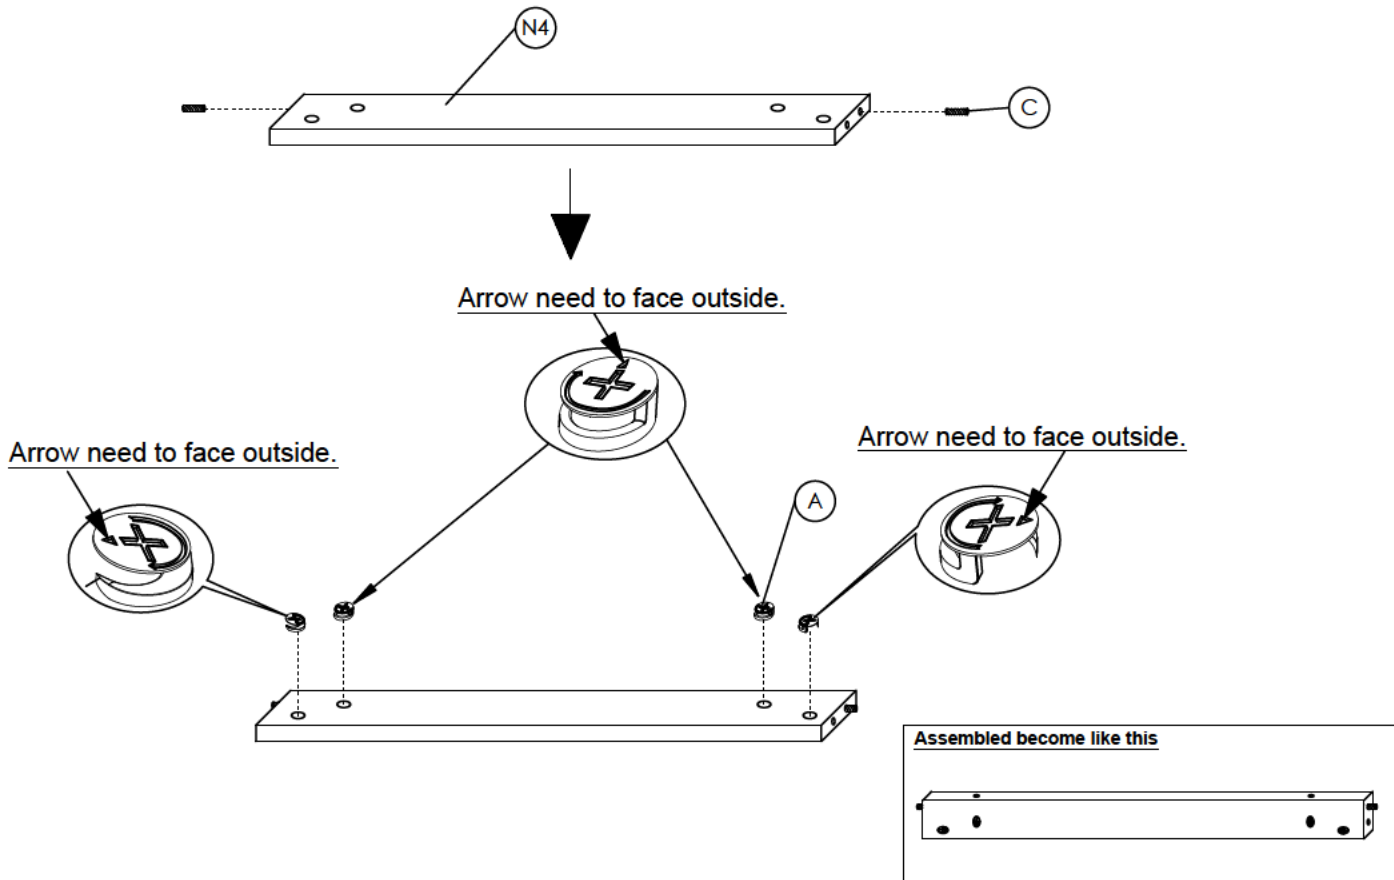 N4
C
Arrow need to face outside.
Arrow need to face outside.
Arrow need to face outside.
A
Assembled become like this